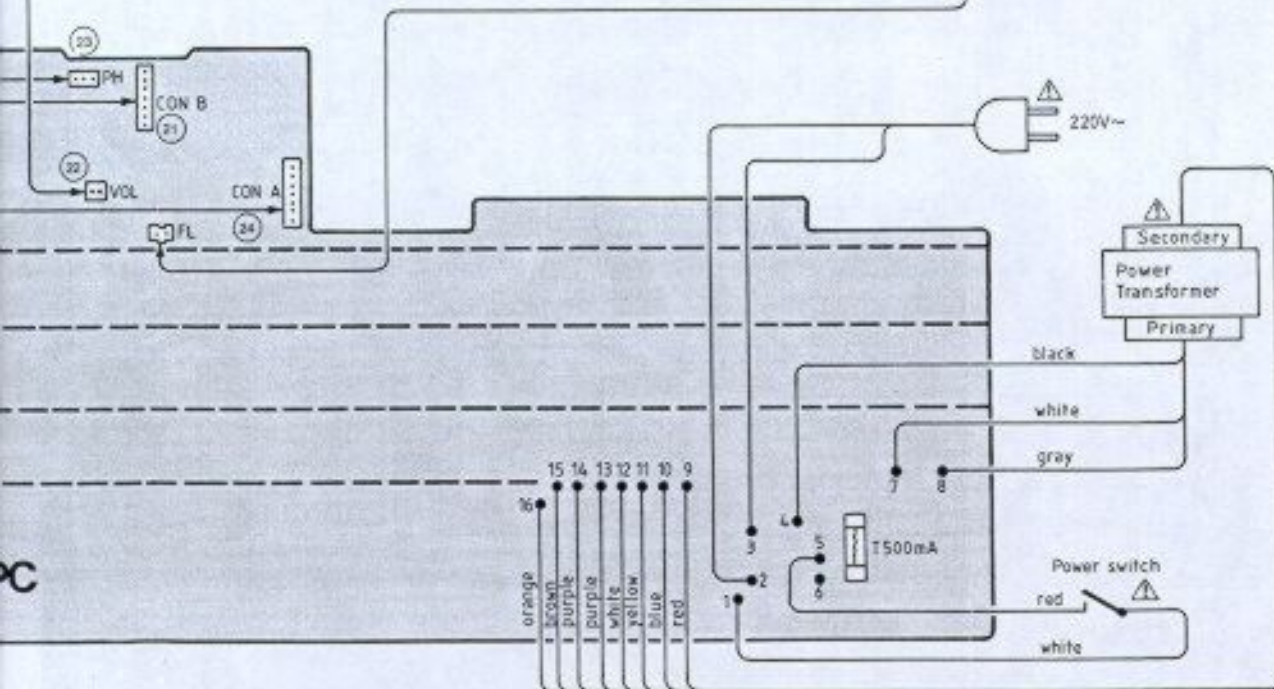 23
PH
CON B
21
22
VOL
CON A
24
FL
220V~
Secondary
Power
Transformer
Primary
black
white
gray
15 14 13 12 11 10 9
16
7 8
4
3
5
T500mA
2
6
1
PC
orange
brown
purple
purple
white
yellow
blue
red
Power switch
red
white